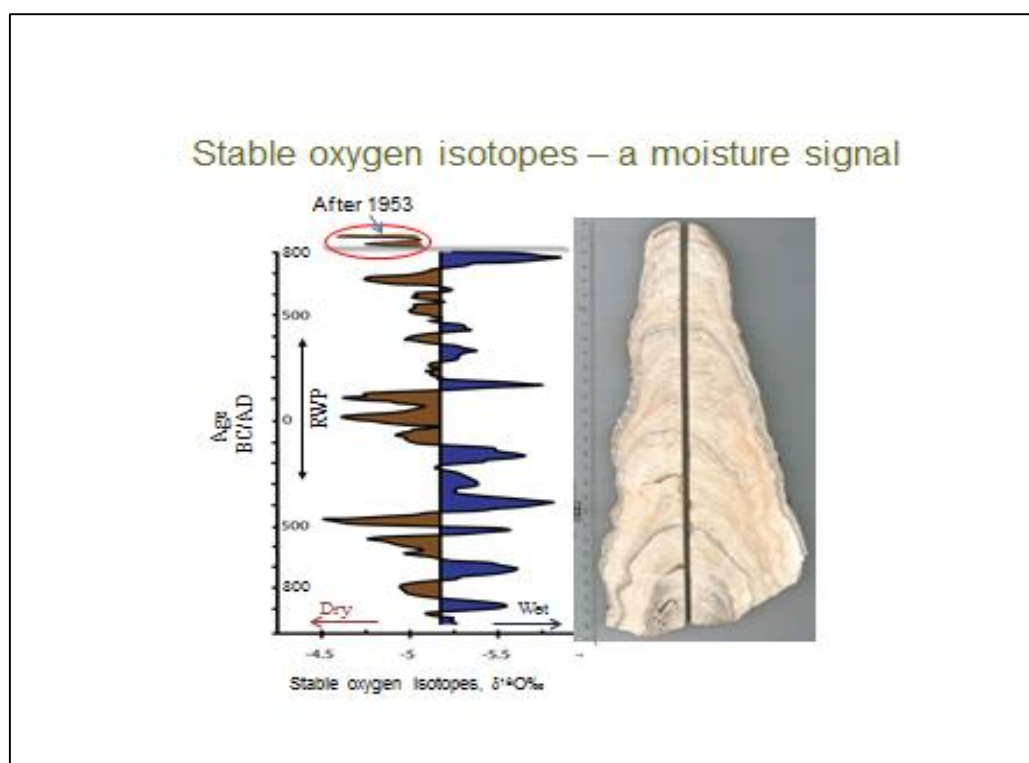 Stable oxygen isotopes – a moisture signal
After 1953
800
500
0
500
800
Age
BC/AD
RWP
Dry
Wet
-4.5 -5 -5.5
Stable oxygen Isotopes, δ¹⁸O‰